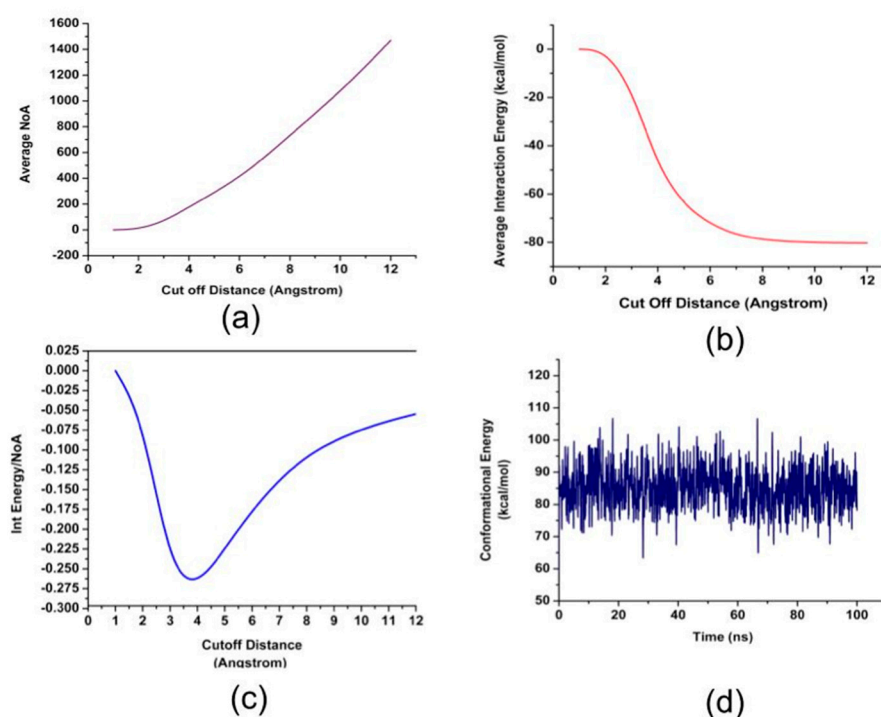 1600
1400
1200
1000
800
600
400
200
0
-200
Average NoA
0 2 4 6 8 10 12
Cut off Distance (Angstrom)
(a)
0
-20
-40
-60
-80
Average Interaction Energy (kcal/mol)
0 2 4 6 8 10 12
Cut Off Distance (Angstrom)
(b)
0.025
0.000
-0.025
-0.050
-0.075
-0.100
-0.125
-0.150
-0.175
-0.200
-0.225
-0.250
-0.275
-0.300
Int Energy/NoA
0 1 2 3 4 5 6 7 8 9 10 11 12
Cutoff Distance
(Angstrom)
(c)
120
110
100
90
80
70
60
50
Conformational Energy
(kcal/mol)
0 20 40 60 80 100
Time (ns)
(d)